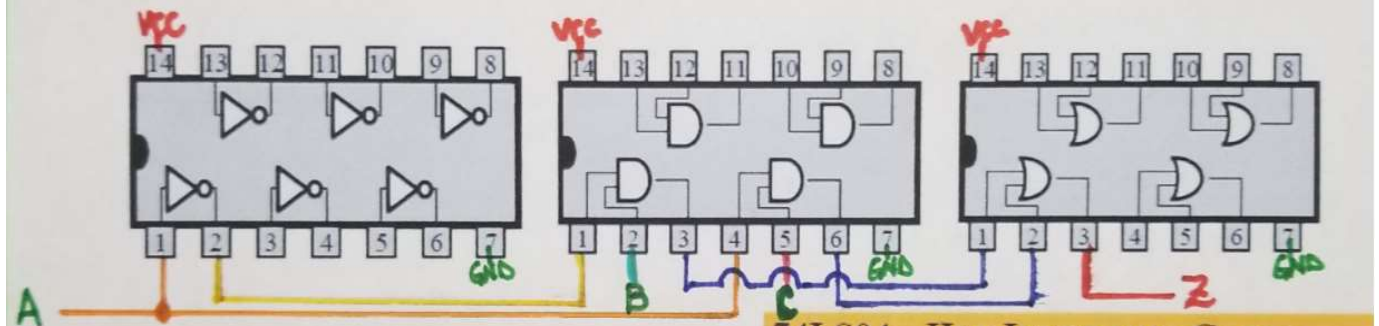 VCC VCC VCC
14 13 12 11 10 9 8 14 13 12 11 10 9 8 14 13 12 11 10 9 8
1 2 3 4 5 6 7 1 2 3 4 5 6 7 1 2 3 4 5 6 7
GND GND GND
A B C Z